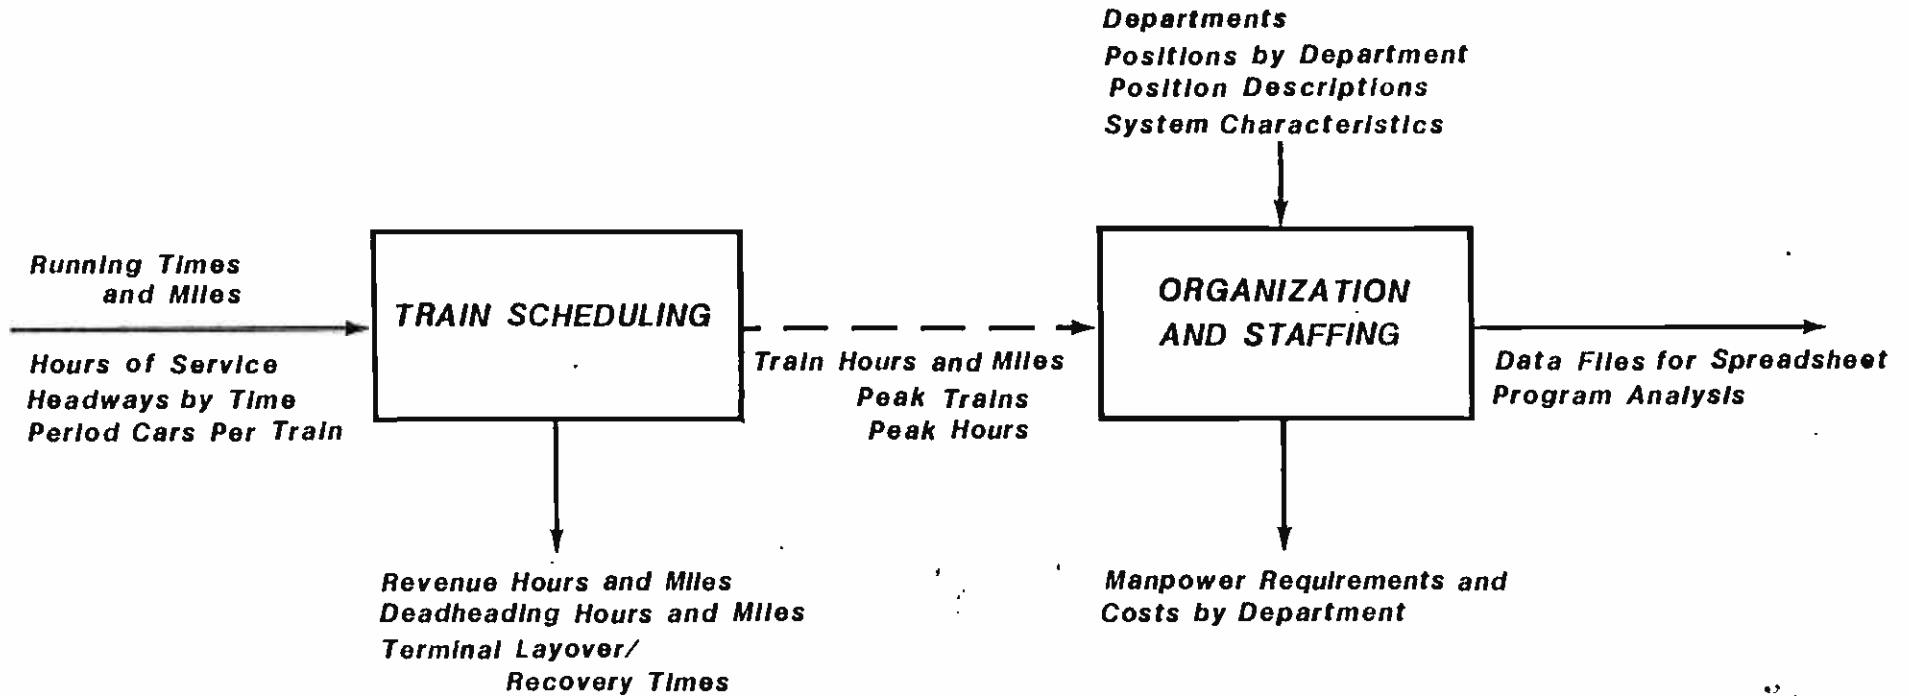 Departments
Positions by Department
Position Descriptions
System Characteristics
Running Times
and Miles
TRAIN SCHEDULING
ORGANIZATION
AND STAFFING
Hours of Service
Headways by Time
Period Cars Per Train
Train Hours and Miles
Peak Trains
Peak Hours
Data Files for Spreadsheet
Program Analysis
Revenue Hours and Miles
Deadheading Hours and Miles
Terminal Layover/
Recovery Times
Manpower Requirements and
Costs by Department